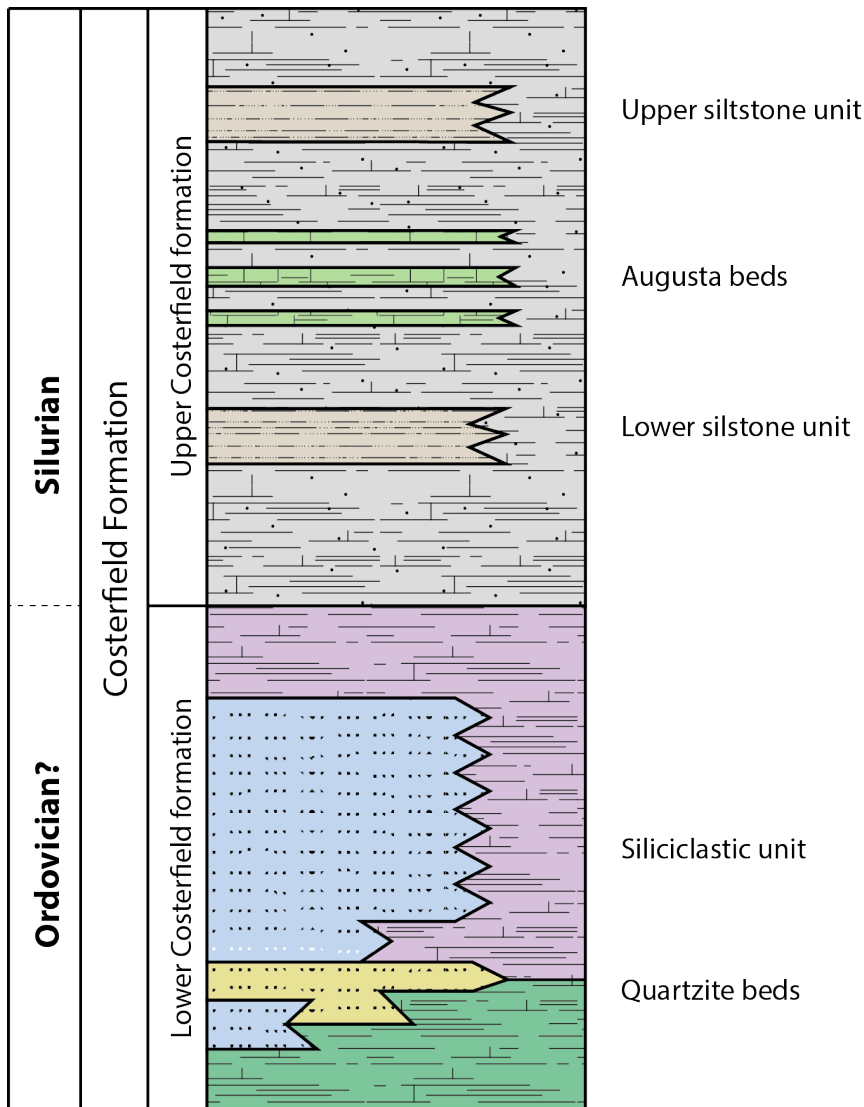 Silurian
Ordovician?
Costerfield Formation
Upper Costerfield formation
Lower Costerfield formation
Upper siltstone unit
Augusta beds
Lower silstone unit
Siliciclastic unit
Quartzite beds